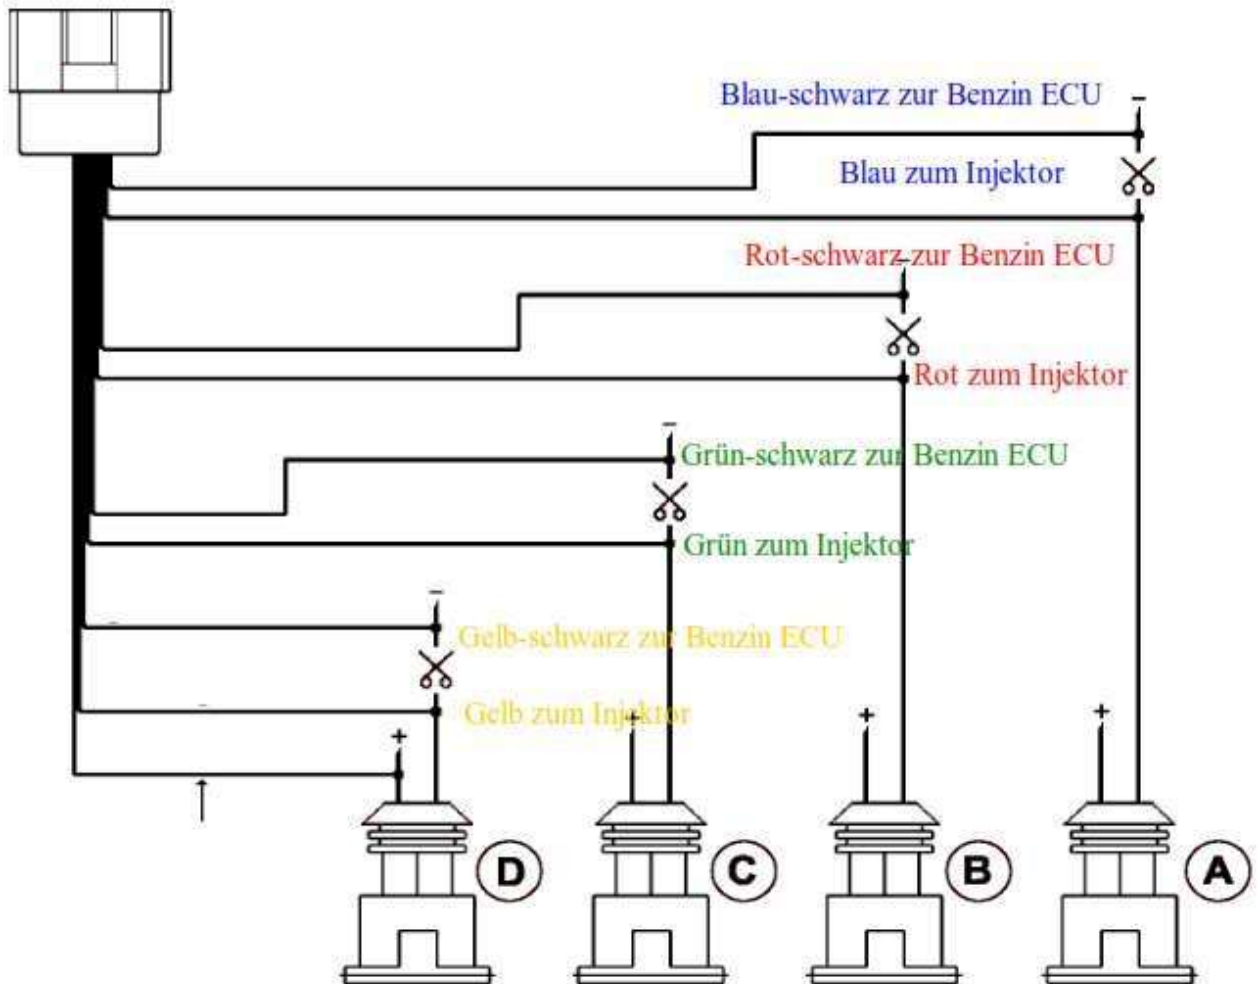 Blau-schwarz zur Benzin ECU
-
Blau zum Injektor
Rot-schwarz zur Benzin ECU
-
Rot zum Injektor
-
Grün-schwarz zur Benzin ECU
Grün zum Injektor
-
Gelb-schwarz zur Benzin ECU
Gelb zum Injektor
+ + + +
D C B A